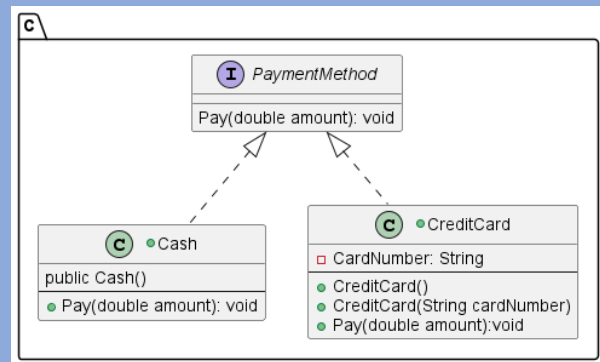 C
I PaymentMethod
Pay(double amount): void
C Cash
public Cash()
Pay(double amount): void
C CreditCard
CardNumber: String
CreditCard()
CreditCard(String cardNumber)
Pay(double amount):void